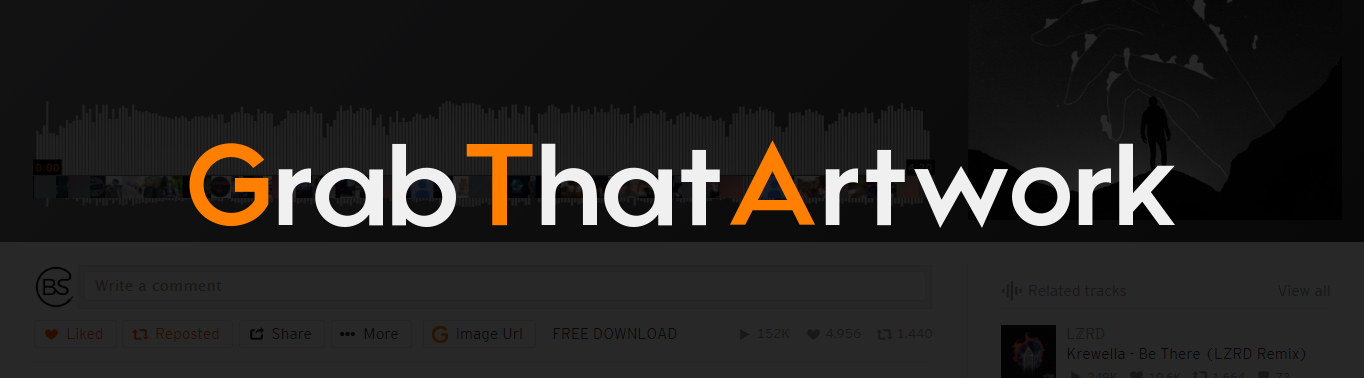 GrabThatArtwork
0:00
Write a comment
Liked
Reposted
Share
More
Image Url
FREE DOWNLOAD
152K
4,956
1,440
BS
Related tracks
View all
LZRD
Krewella - Be There (LZRD Remix)
73